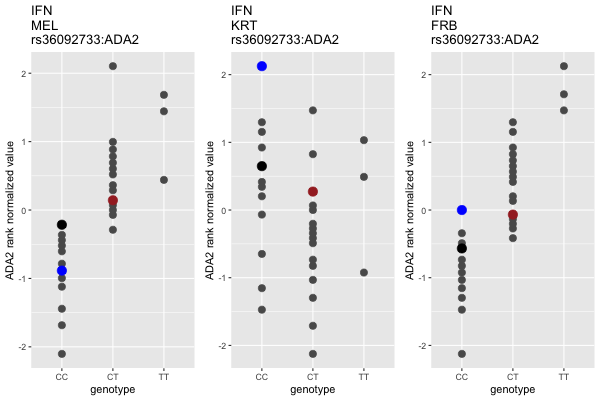 IFN
MEL
rs36092733:ADA2
ADA2 rank normalized value
2
1
0
-1
-2
CC
CT
TT
genotype
IFN
KRT
rs36092733:ADA2
ADA2 rank normalized value
2
1
0
-1
-2
CC
CT
TT
genotype
IFN
FRB
rs36092733:ADA2
ADA2 rank normalized value
2
1
0
-1
-2
CC
CT
TT
genotype